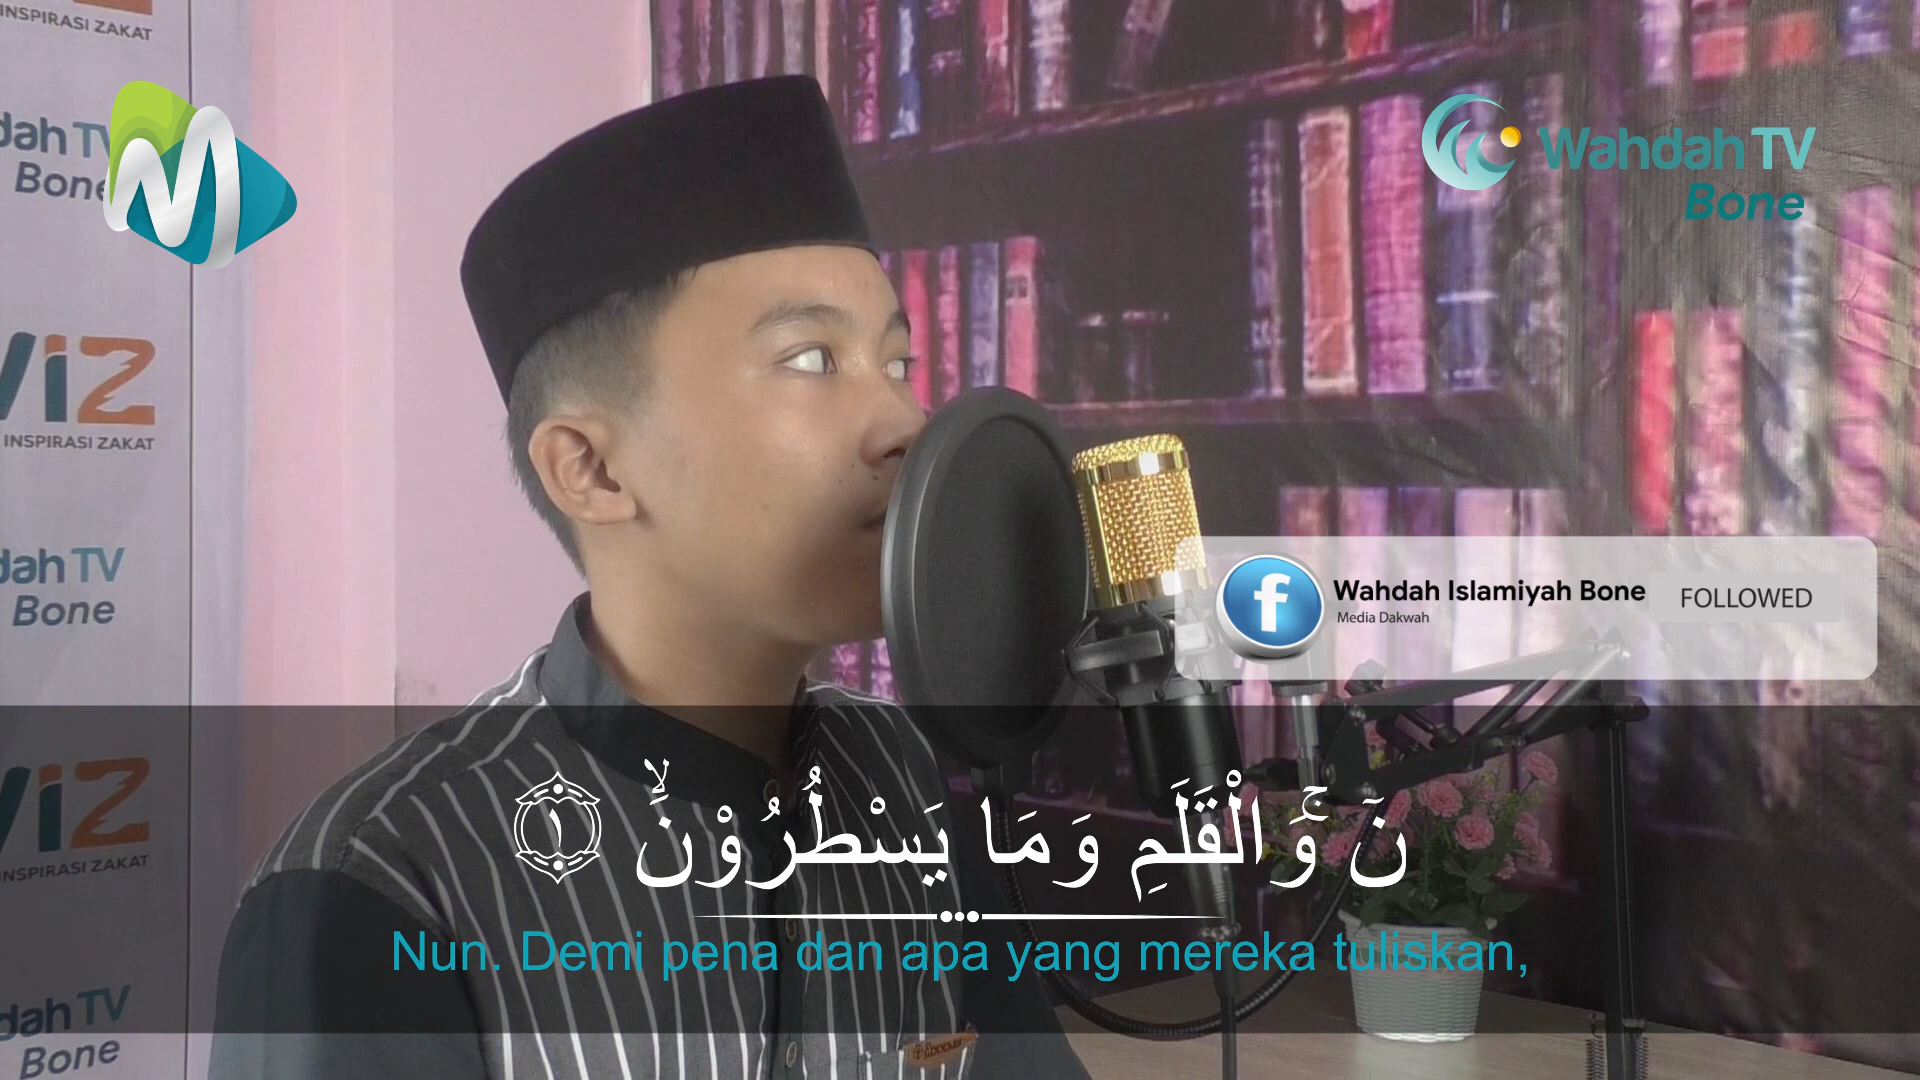 INSPIRASI ZAKAT
dah TV
Bone
Wahdah TV
Bone
iZ
INSPIRASI ZAKAT
dah TV
Bone
Wahdah Islamiyah Bone
FOLLOWED
Media Dakwah
نۤ ۚوَالْقَلَمِ وَمَا يَسْطُرُوْنَۙ ١
Nun. Demi pena dan apa yang mereka tuliskan,
iZ
INSPIRASI ZAKAT
dah TV
Bone